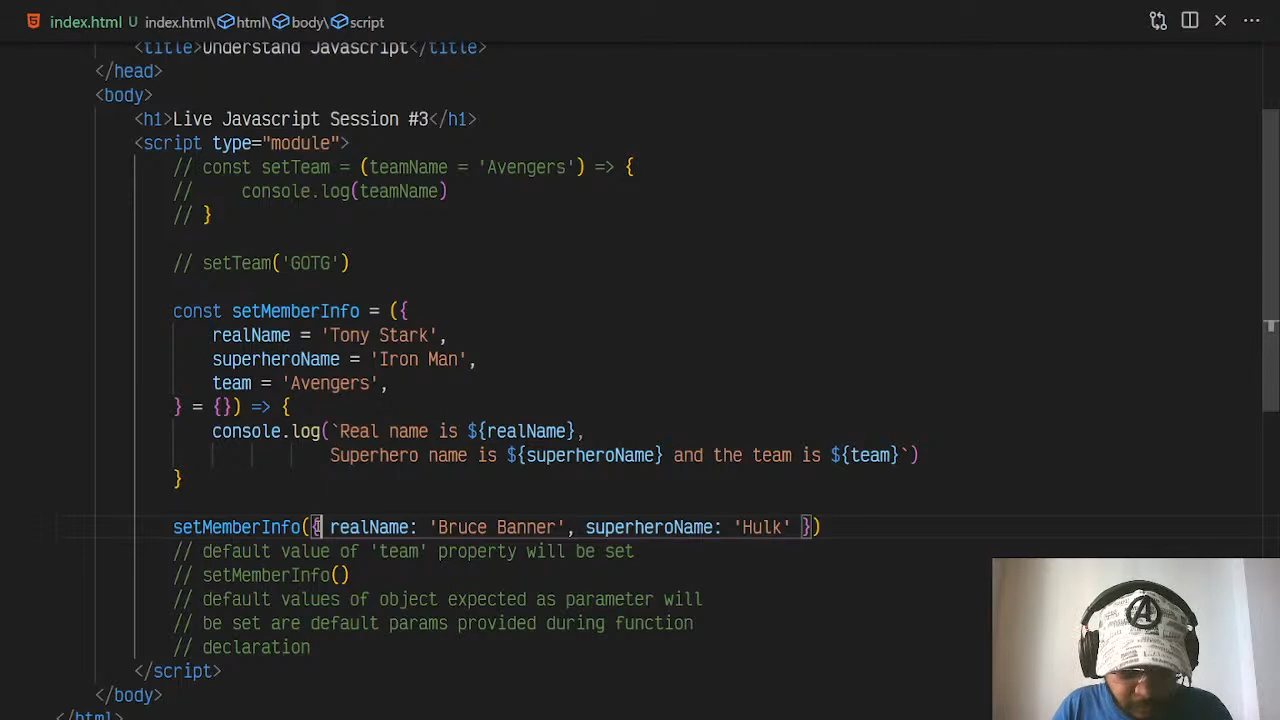 index.html U index.html\html\body\script
<title>Understand Javascript</title>
</head>
<body>
<h1>Live Javascript Session #3</h1>
<script type="module">
// const setTeam = (teamName = 'Avengers') => {
// console.log(teamName)
// }
// setTeam('GOTG')
const setMemberInfo = ({
realName = 'Tony Stark',
superheroName = 'Iron Man',
team = 'Avengers',
} = {}) => {
console.log(`Real name is ${realName},
Superhero name is ${superheroName} and the team is ${team}`)
}
setMemberInfo({ realName: 'Bruce Banner', superheroName: 'Hulk' })
// default value of 'team' property will be set
// setMemberInfo()
// default values of object expected as parameter will
// be set are default params provided during function
// declaration
</script>
</body>
</html>